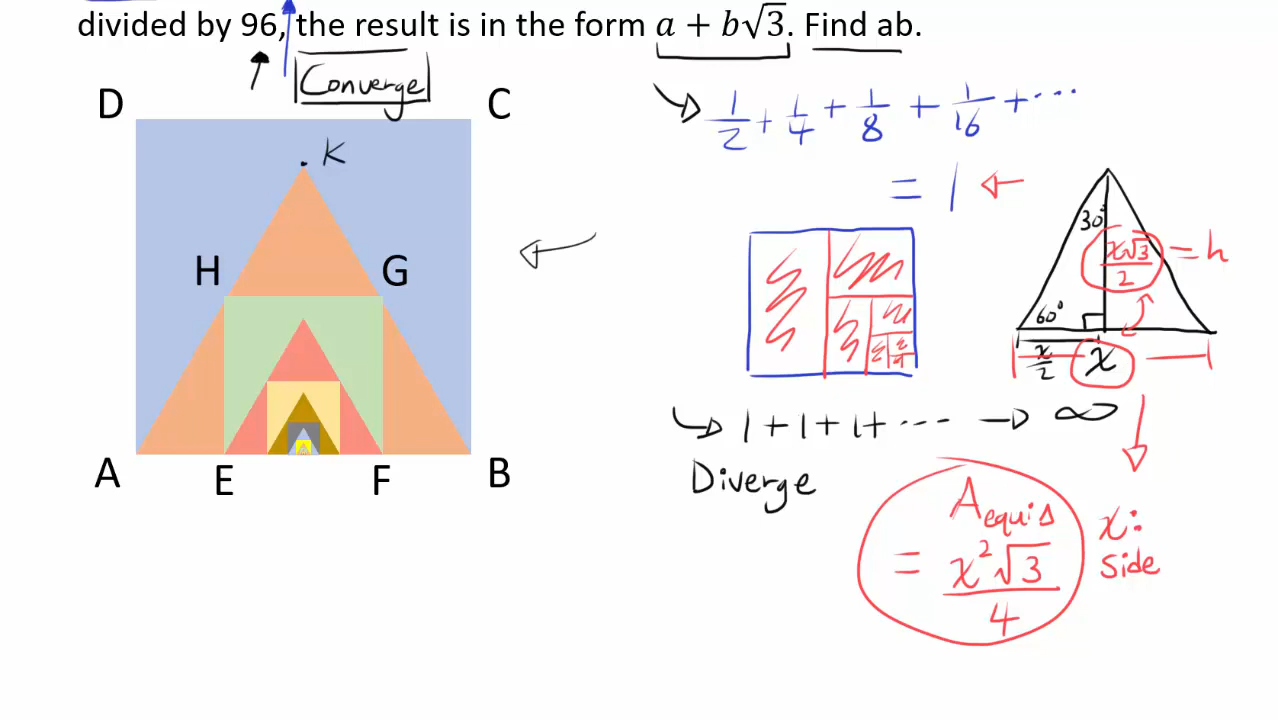 divided by 96, the result is in the form a + b√3. Find ab.
Converge
D
C
K
H
G
A
B
E
F
1/2 + 1/4 + 1/8 + 1/16 + ...
= 1
30°
x√3/2 = h
60°
x/2
x
1 + 1 + 1 + ... → ∞
Diverge
A equi Δ
= x²√3/4
x:
side